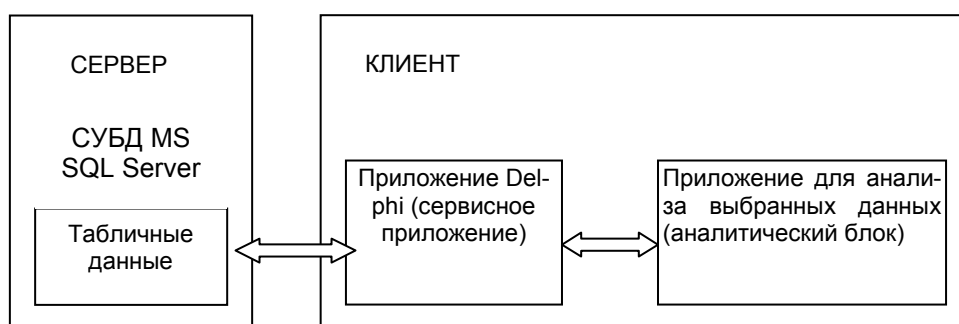 СЕРВЕР
СУБД MS
SQL Server
Табличные
данные
КЛИЕНТ
Приложение Del-
phi (сервисное
приложение)
Приложение для анали-
за выбранных данных
(аналитический блок)